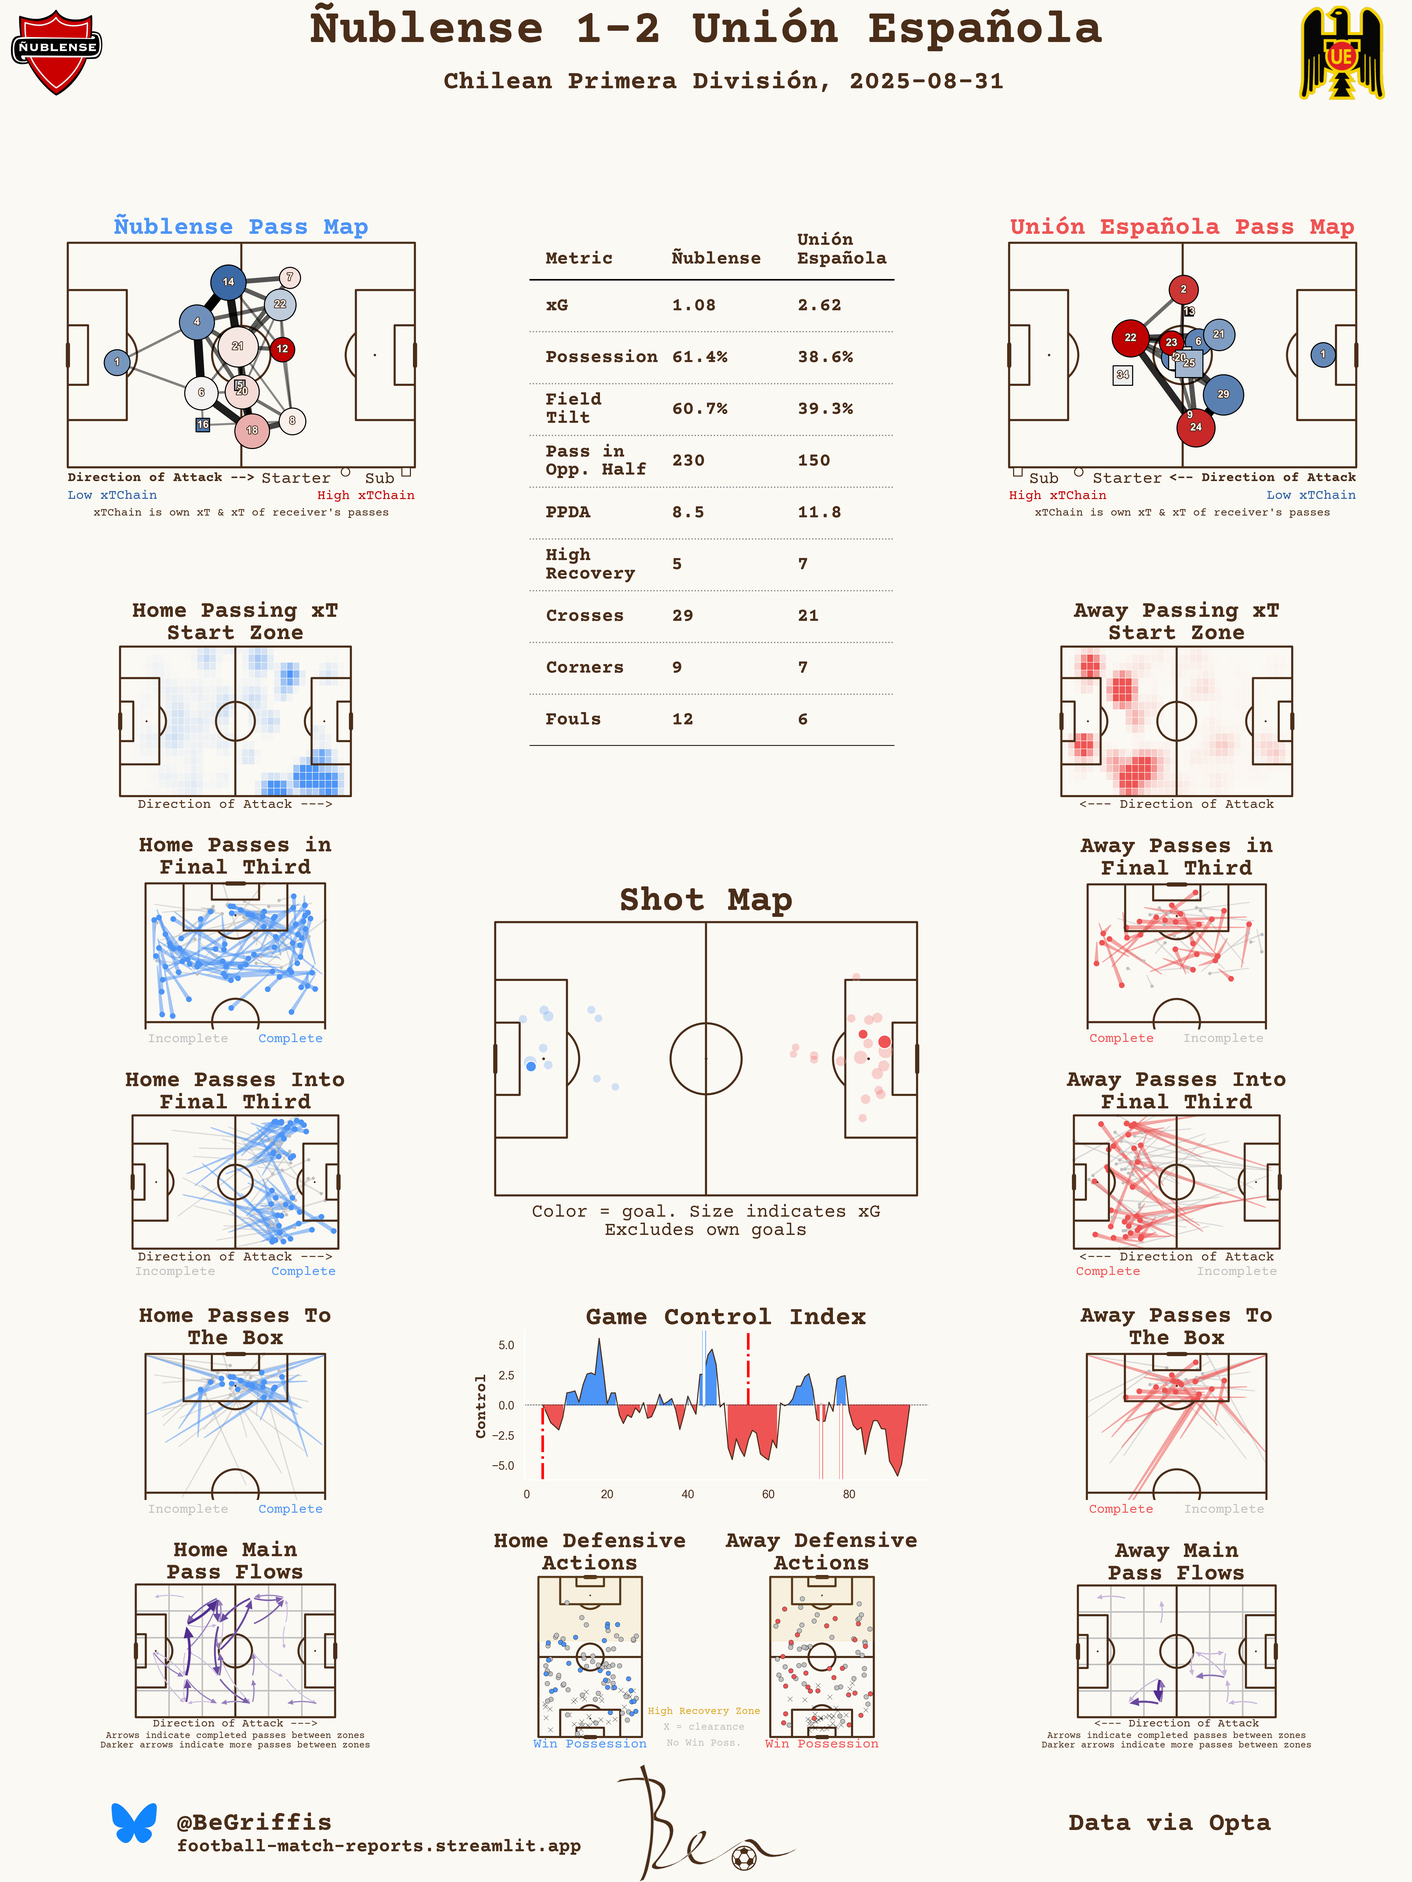 Ñublense 1-2 Unión Española
Chilean Primera División, 2025-08-31
ÑUBLENSE
UE
Ñublense Pass Map
14
7
22
4
21
12
1
5
6
20
16
18
8
Direction of Attack --> Starter Sub
Low xTChain High xTChain
xTChain is own xT & xT of receiver's passes
Metric Ñublense Unión Española
xG 1.08 2.62
Possession 61.4% 38.6%
Field Tilt 60.7% 39.3%
Pass in Opp. Half 230 150
PPDA 8.5 11.8
High Recovery 5 7
Crosses 29 21
Corners 9 7
Fouls 12 6
Unión Española Pass Map
2
13
22
23
6
21
20
25
1
34
29
9
24
Sub Starter <-- Direction of Attack
High xTChain Low xTChain
xTChain is own xT & xT of receiver's passes
Home Passing xT
Start Zone
Direction of Attack --->
Away Passing xT
Start Zone
<--- Direction of Attack
Home Passes in
Final Third
Incomplete Complete
Away Passes in
Final Third
Complete Incomplete
Shot Map
Color = goal. Size indicates xG
Excludes own goals
Home Passes Into
Final Third
Direction of Attack --->
Incomplete Complete
Away Passes Into
Final Third
<--- Direction of Attack
Complete Incomplete
Home Passes To
The Box
Incomplete Complete
Game Control Index
Control
5.0
2.5
0.0
−2.5
−5.0
0 20 40 60 80
Away Passes To
The Box
Complete Incomplete
Home Main
Pass Flows
Direction of Attack --->
Arrows indicate completed passes between zones
Darker arrows indicate more passes between zones
Home Defensive
Actions
Win Possession
High Recovery Zone
X = clearance
No Win Poss.
Away Defensive
Actions
Win Possession
Away Main
Pass Flows
<--- Direction of Attack
Arrows indicate completed passes between zones
Darker arrows indicate more passes between zones
@BeGriffis
football-match-reports.streamlit.app
Ben
Data via Opta